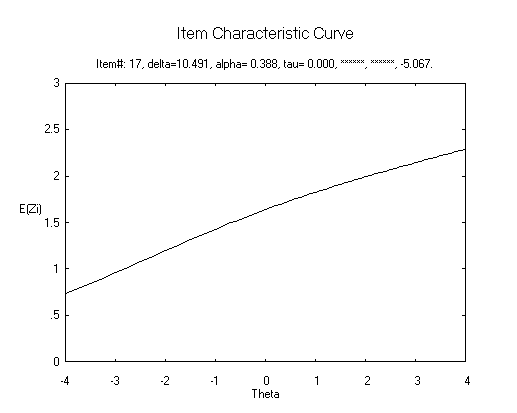 Item Characteristic Curve
Item#: 17, delta=10.491, alpha= 0.388, tau= 0.000, ******, ******, -5.067.
3
2.5
2
E(Zi)
1.5
1
.5
0
-4 -3 -2 -1 0 1 2 3 4
Theta